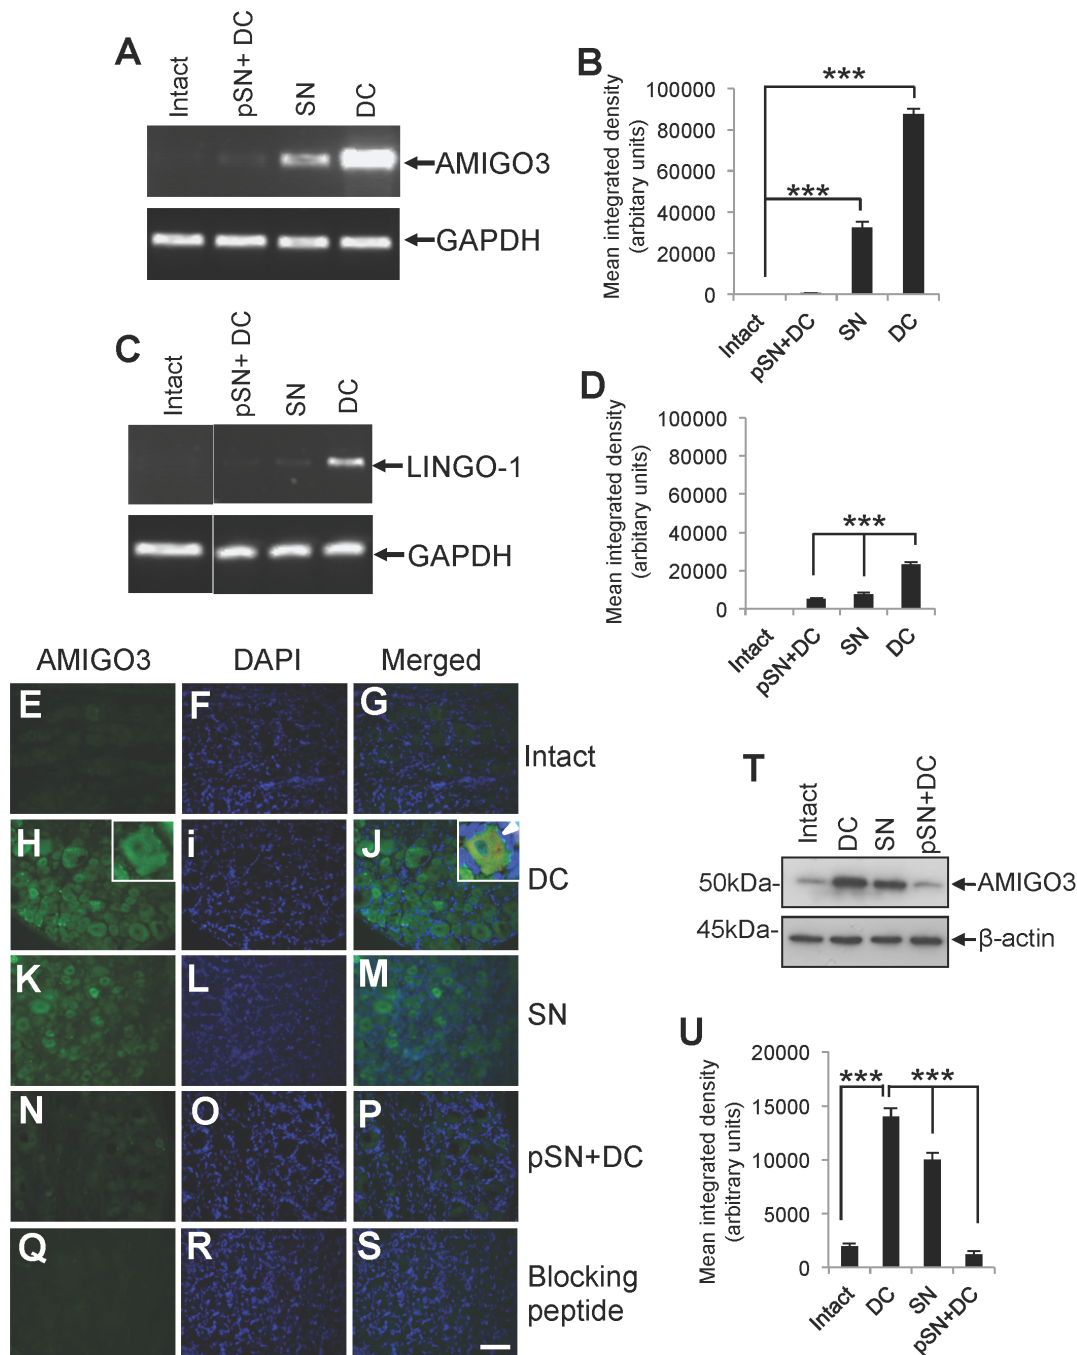 A
Intact
pSN+ DC
SN
DC
AMIGO3
GAPDH
B
Mean integrated density
(arbitary units)
100000
80000
60000
40000
20000
0
***
***
Intact
pSN+DC
SN
DC
C
Intact
pSN+ DC
SN
DC
LINGO-1
GAPDH
D
Mean integrated density
(arbitary units)
100000
80000
60000
40000
20000
0
***
Intact
pSN+DC
SN
DC
AMIGO3
DAPI
Merged
E
F
G
Intact
H
i
J
DC
K
L
M
SN
N
O
P
pSN+DC
Q
R
S
Blocking
peptide
T
Intact
DC
SN
pSN+DC
50kDa-
AMIGO3
45kDa-
β-actin
U
Mean integrated density
(arbitrary units)
20000
15000
10000
5000
0
***
***
Intact
DC
SN
pSN+DC